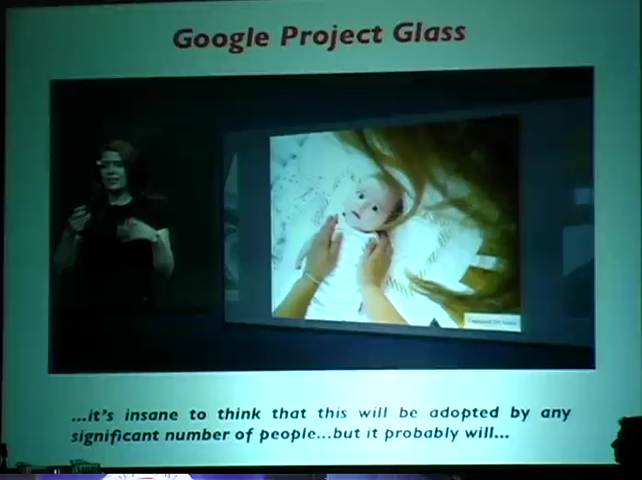 Google Project Glass
...it's insane to think that this will be adopted by any
significant number of people...but it probably will...